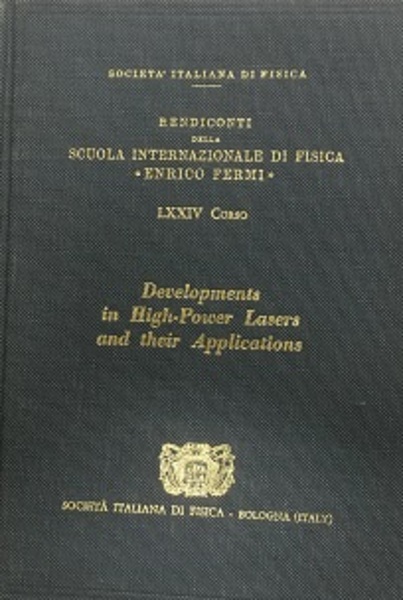 SOCIETA' ITALIANA DI FISICA
RENDICONTI
DELLA
SCUOLA INTERNAZIONALE DI FISICA
«ENRICO FERMI»
LXXIV Corso
Developments
in High-Power Lasers
and their Applications
SOCIETÀ ITALIANA DI FISICA - BOLOGNA (ITALY)